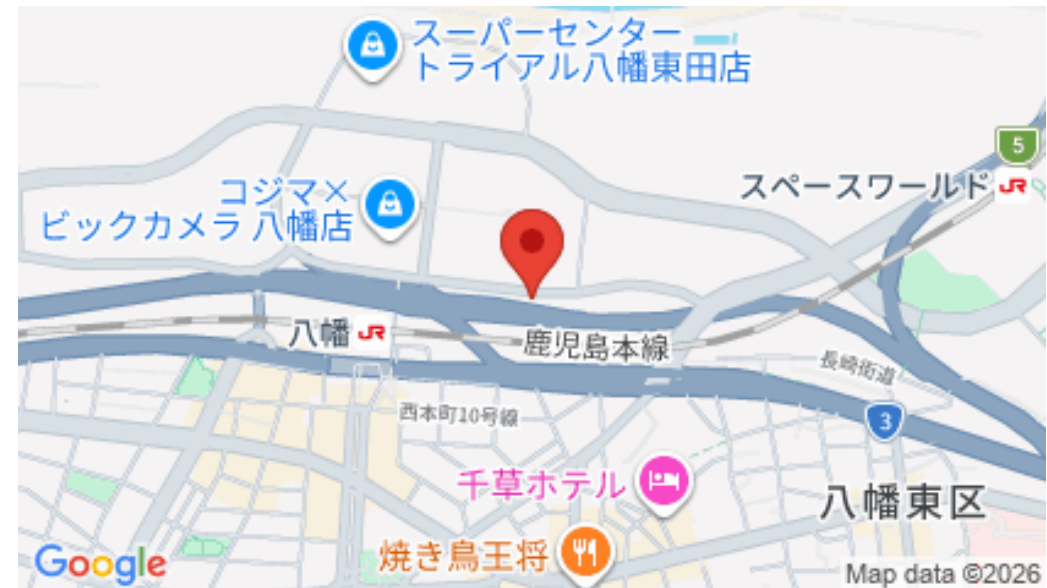 スーパーセンター
トライアル八幡東田店
5
スペースワールド JR
コジマ×
ビックカメラ 八幡店
八幡 JR
鹿児島本線
長崎街道
西本町10号線
3
千草ホテル
八幡東区
焼き鳥王将
Google
Map data ©2026